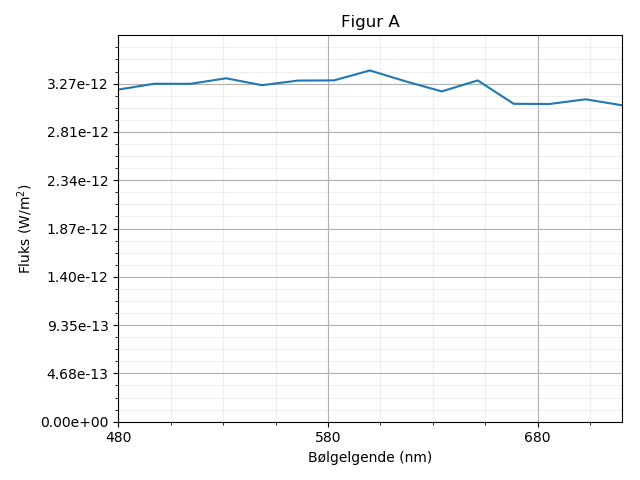 Figur A
3.27e-12
2.81e-12
2.34e-12
1.87e-12
1.40e-12
9.35e-13
4.68e-13
0.00e+00
480 580 680
Fluks (W/m²)
Bølgelgende (nm)